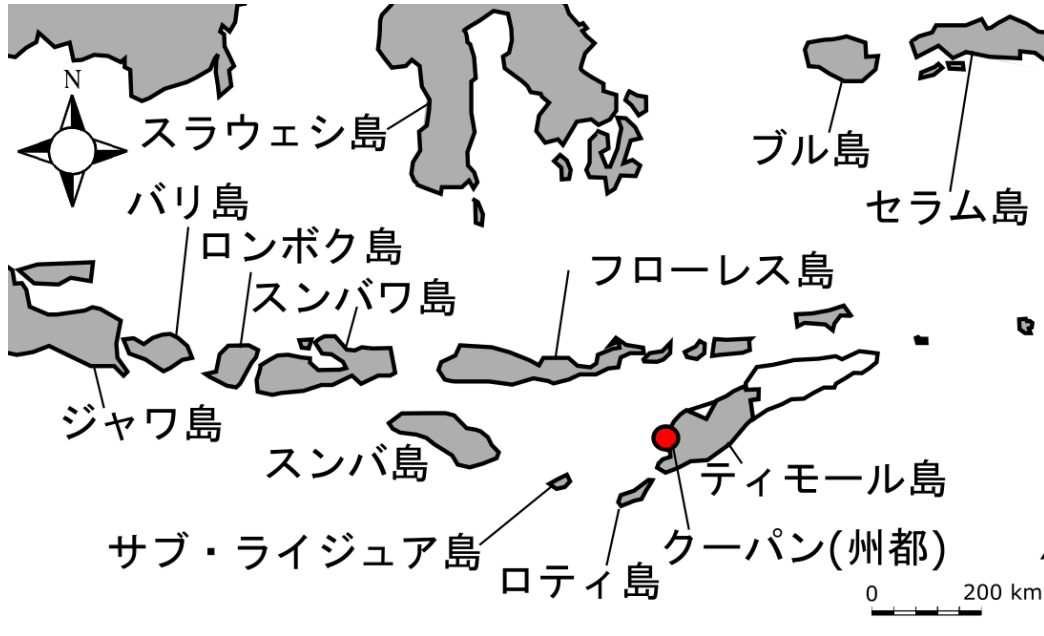 N
スラウェシ島
ブル島
バリ島
セラム島
ロンボク島
フローレス島
スンバワ島
ジャワ島
スンバ島
ティモール島
サブ・ライジュア島
クーパン(州都)
ロティ島
0 200 km